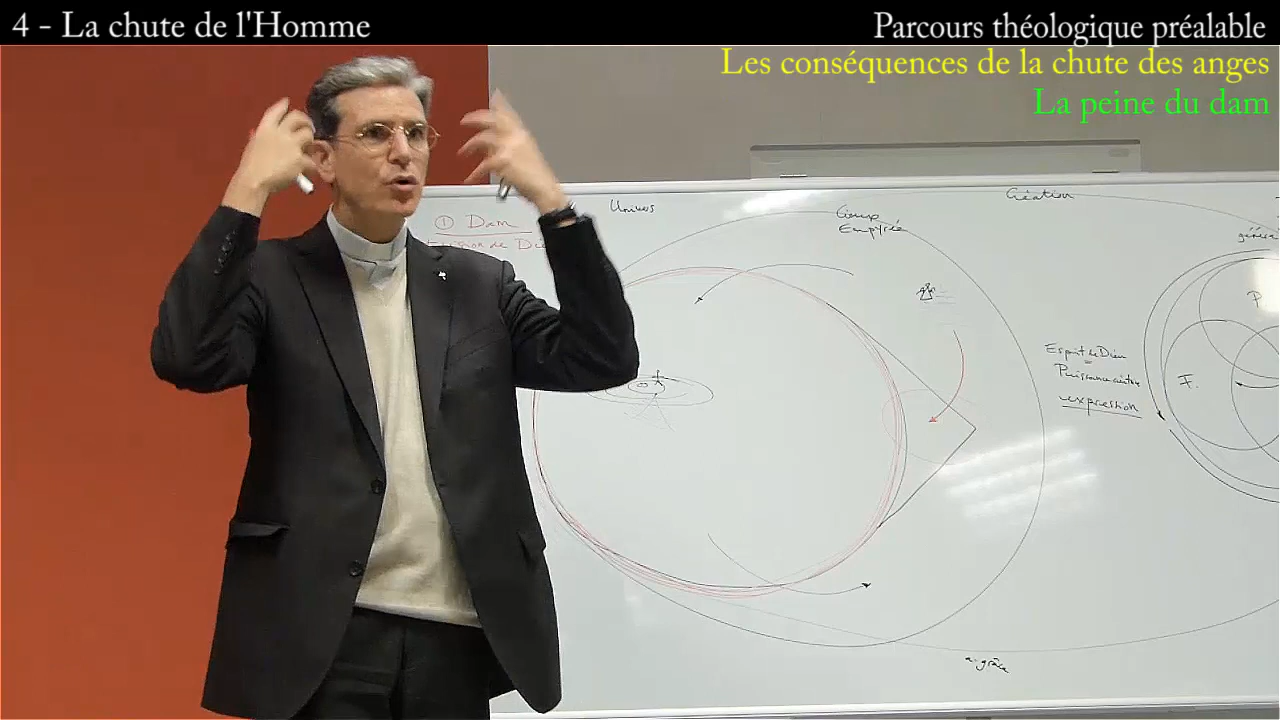 4 - La chute de l'Homme
Parcours théologique préalable
Les conséquences de la chute des anges
La peine du dam
① Dam
Univers
Cieux
Empyrée
Création
P
Esprit de Dieu
=
expression
F.
grâce